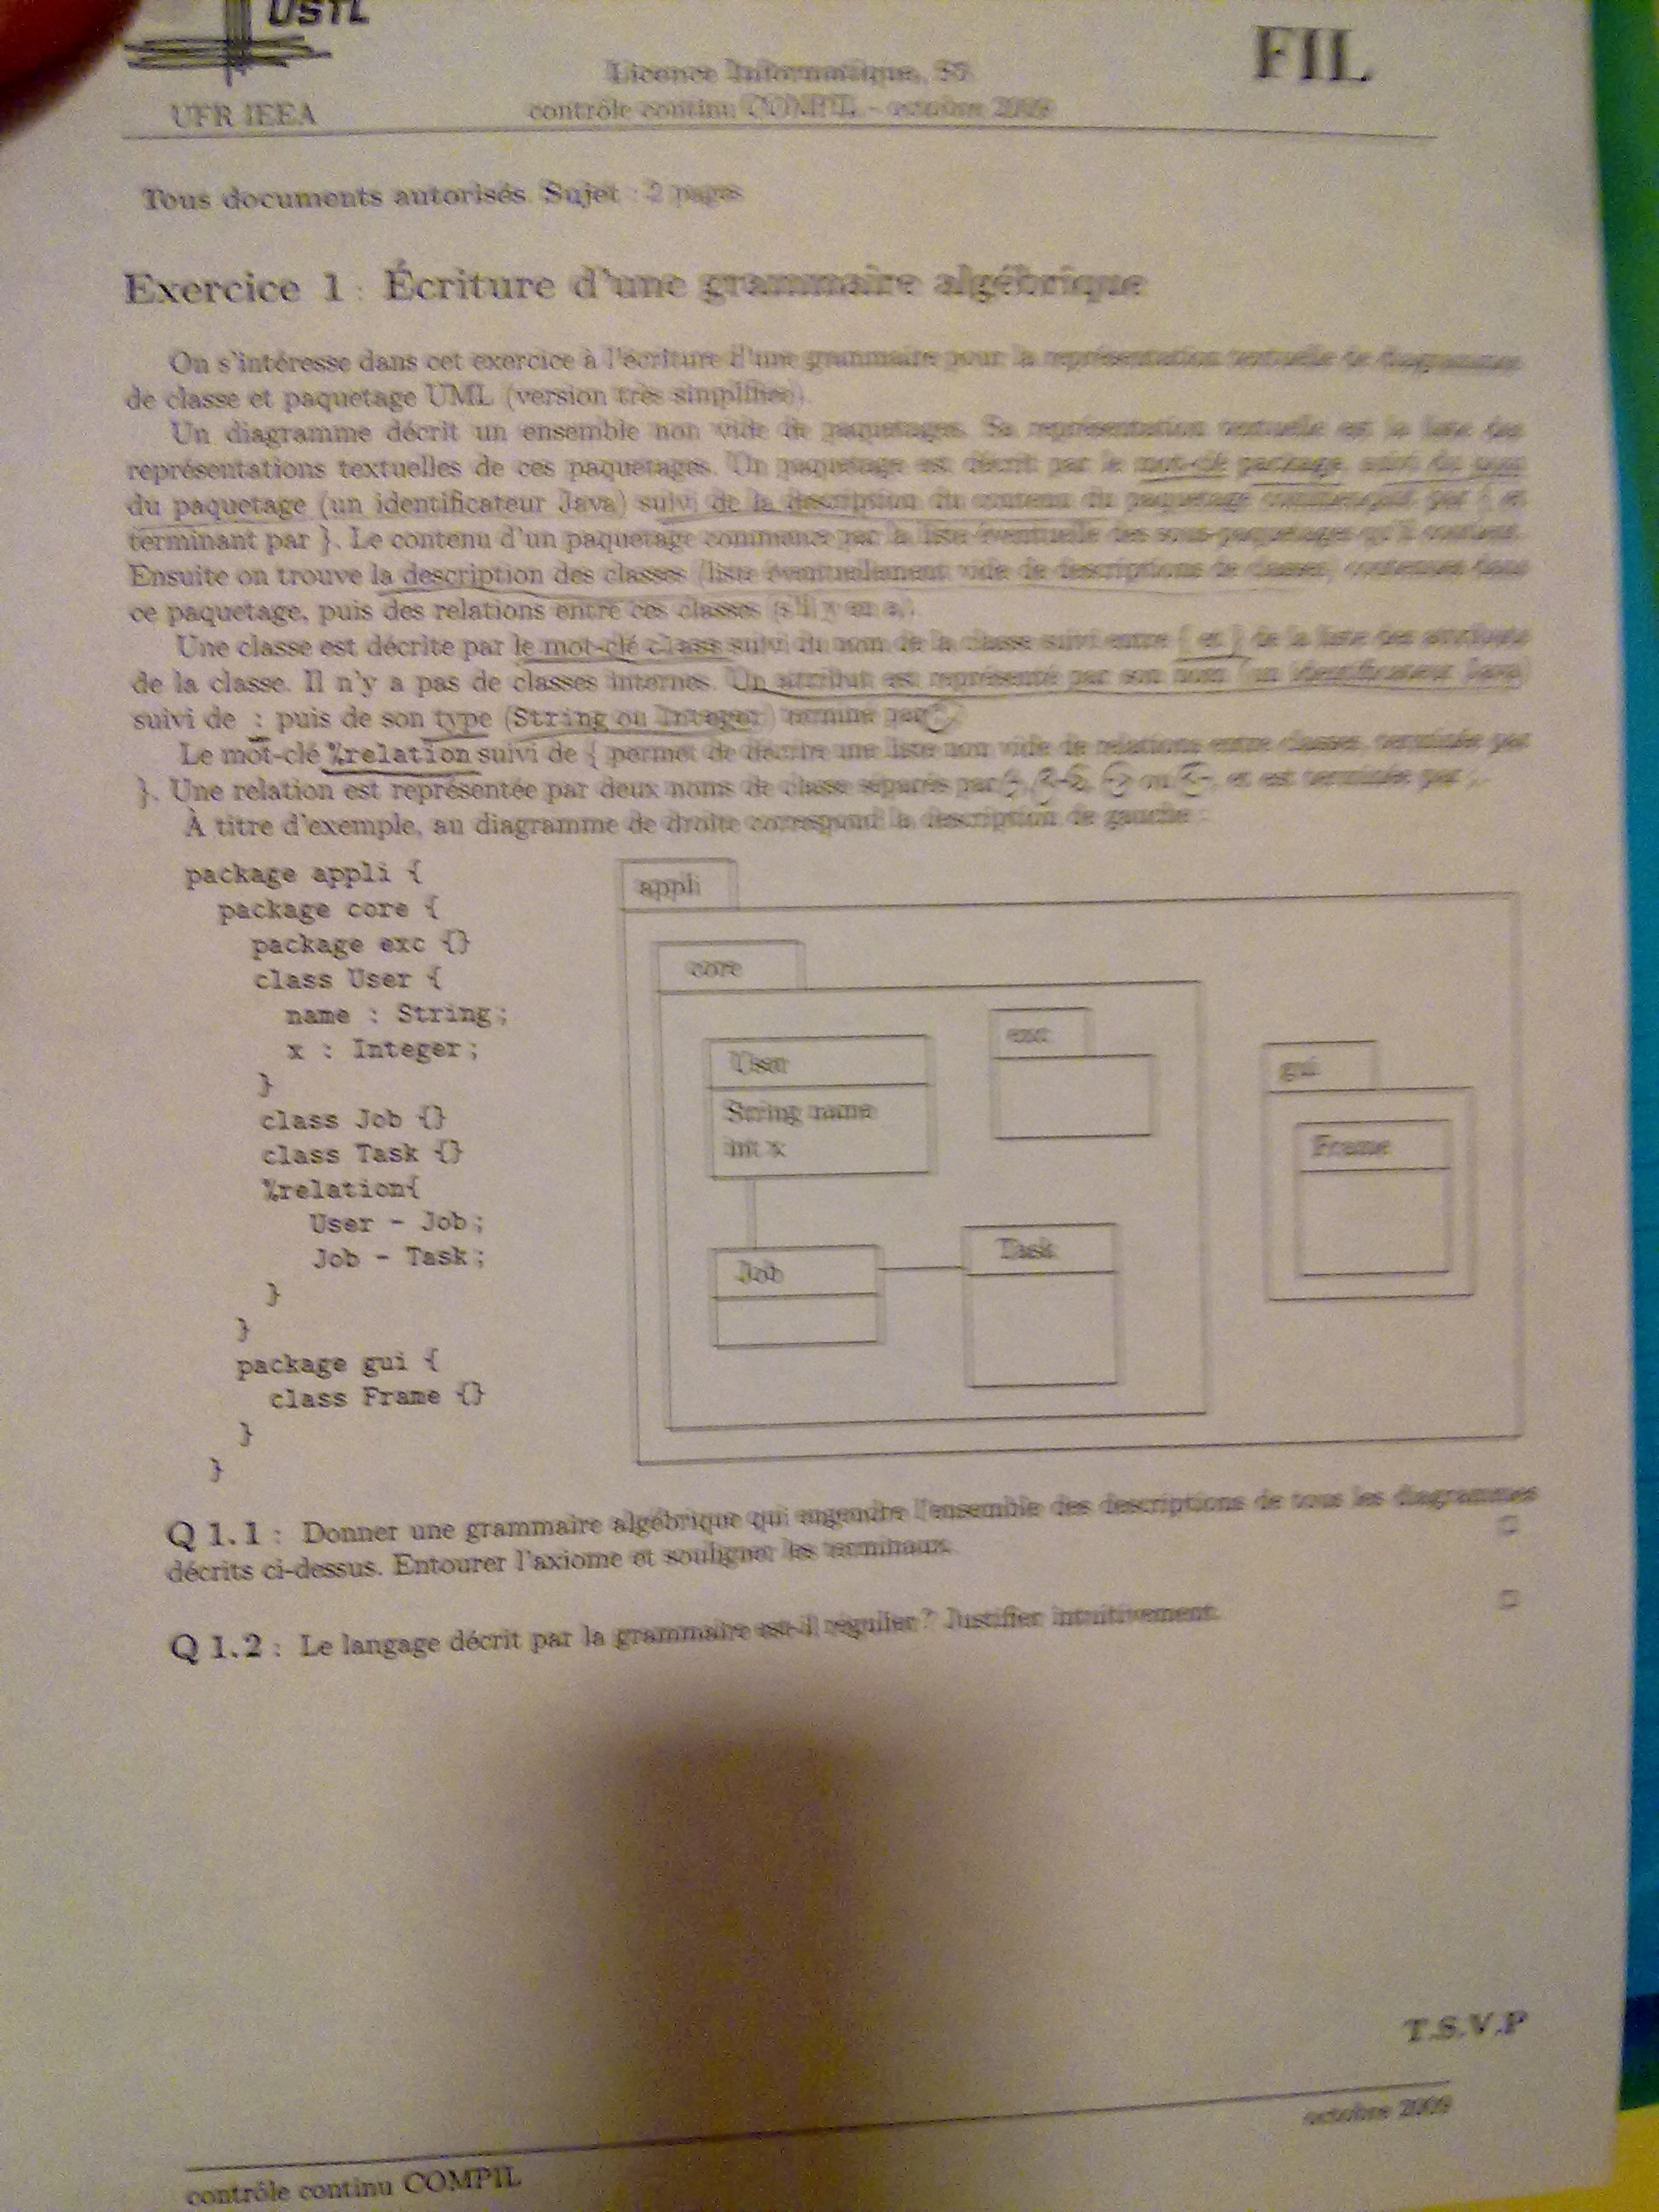 USTL
FIL
Licence Informatique, S5
UFR IEEA
contrôle continu COMPIL - octobre 2009
Tous documents autorisés. Sujet : 2 pages
Exercice 1 : Écriture d'une grammaire algébrique
On s'intéresse dans cet exercice à l'écriture d'une grammaire pour la représentation textuelle de diagrammes
de classe et paquetage UML (version très simplifiée).
Un diagramme décrit un ensemble non vide de paquetages. Sa représentation textuelle est la liste des
représentations textuelles de ces paquetages. Un paquetage est décrit par le mot-clé package, suivi du nom
du paquetage (un identificateur Java) suivi de la description du contenu du paquetage commençant par { et
terminant par }. Le contenu d'un paquetage commence par la liste éventuelle des sous-paquetages qu'il contient.
Ensuite on trouve la description des classes (liste éventuellement vide de descriptions de classes) contenues dans
ce paquetage, puis des relations entre ces classes (s'il y en a).
Une classe est décrite par le mot-clé class suivi du nom de la classe suivi entre { et } de la liste des attributs
de la classe. Il n'y a pas de classes internes. Un attribut est représenté par son nom (un identificateur Java)
suivi de : puis de son type (String ou Integer) terminé par ;.
Le mot-clé %relation suivi de { permet de décrire une liste non vide de relations entre classes, terminée par
}. Une relation est représentée par deux noms de classe séparés par ou et est terminée par ;.
À titre d'exemple, au diagramme de droite correspond la description de gauche :
package appli {
package core {
package exc {}
class User {
name : String;
x : Integer;
}
class Job {}
class Task {}
%relation{
User - Job;
Job - Task;
}
}
package gui {
class Frame {}
}
}
appli
core
User
String name
int x
exc
gui
Frame
Job
Task
Q 1.1 : Donner une grammaire algébrique qui engendre l'ensemble des descriptions de tous les diagrammes
décrits ci-dessus. Entourer l'axiome et souligner les terminaux.
Q 1.2 : Le langage décrit par la grammaire est-il régulier ? Justifier intuitivement.
T.S.V.P
octobre 2009
contrôle continu COMPIL